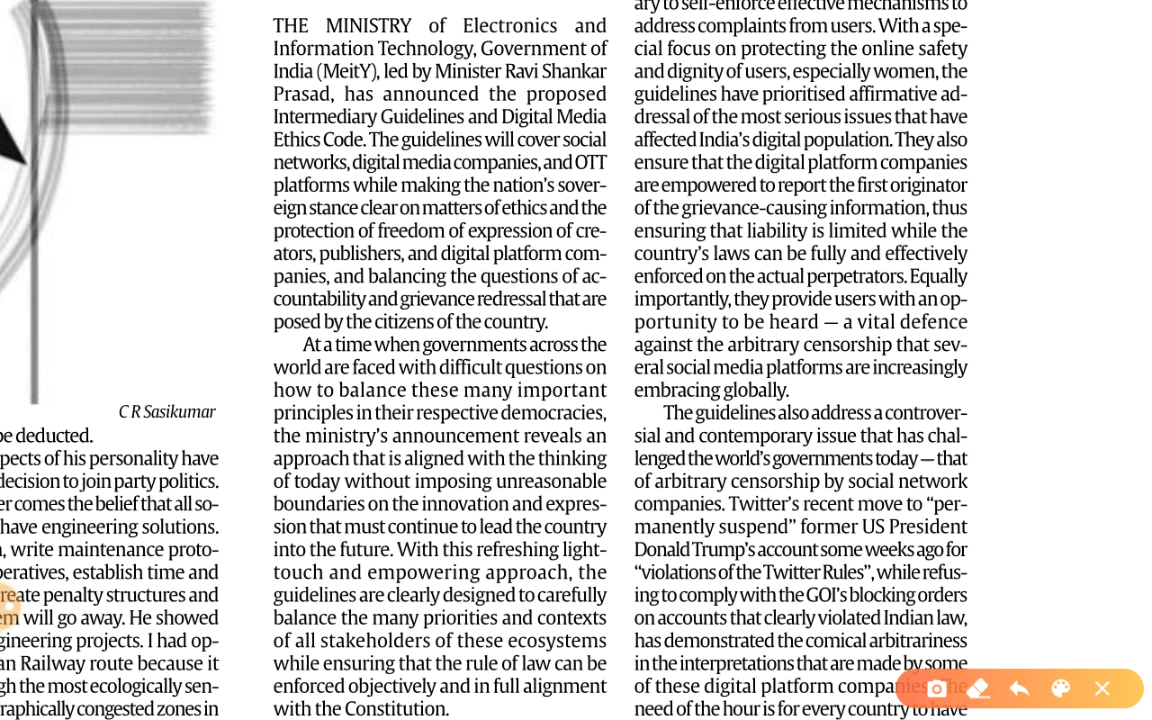 C R Sasikumar
be deducted.
pects of his personality have
decision to join party politics.
er comes the belief that all so-
have engineering solutions.
, write maintenance proto-
peratives, establish time and
reate penalty structures and
em will go away. He showed
gineering projects. I had op-
an Railway route because it
gh the most ecologically sen-
raphically congested zones in
THE MINISTRY of Electronics and
Information Technology, Government of
India (MeitY), led by Minister Ravi Shankar
Prasad, has announced the proposed
Intermediary Guidelines and Digital Media
Ethics Code. The guidelines will cover social
networks, digital media companies, and OTT
platforms while making the nation's sover-
eign stance clear on matters of ethics and the
protection of freedom of expression of cre-
ators, publishers, and digital platform com-
panies, and balancing the questions of ac-
countability and grievance redressal that are
posed by the citizens of the country.
At a time when governments across the
world are faced with difficult questions on
how to balance these many important
principles in their respective democracies,
the ministry's announcement reveals an
approach that is aligned with the thinking
of today without imposing unreasonable
boundaries on the innovation and expres-
sion that must continue to lead the country
into the future. With this refreshing light-
touch and empowering approach, the
guidelines are clearly designed to carefully
balance the many priorities and contexts
of all stakeholders of these ecosystems
while ensuring that the rule of law can be
enforced objectively and in full alignment
with the Constitution.
ary to self-enforce effective mechanisms to
address complaints from users. With a spe-
cial focus on protecting the online safety
and dignity of users, especially women, the
guidelines have prioritised affirmative ad-
dressal of the most serious issues that have
affected India's digital population. They also
ensure that the digital platform companies
are empowered to report the first originator
of the grievance-causing information, thus
ensuring that liability is limited while the
country's laws can be fully and effectively
enforced on the actual perpetrators. Equally
importantly, they provide users with an op-
portunity to be heard — a vital defence
against the arbitrary censorship that sev-
eral social media platforms are increasingly
embracing globally.
The guidelines also address a controver-
sial and contemporary issue that has chal-
lenged the world's governments today — that
of arbitrary censorship by social network
companies. Twitter's recent move to "per-
manently suspend" former US President
Donald Trump's account some weeks ago for
"violations of the Twitter Rules", while refus-
ing to comply with the GOI's blocking orders
on accounts that clearly violated Indian law,
has demonstrated the comical arbitrariness
in the interpretations that are made by some
of these digital platform companies. The
need of the hour is for every country to have